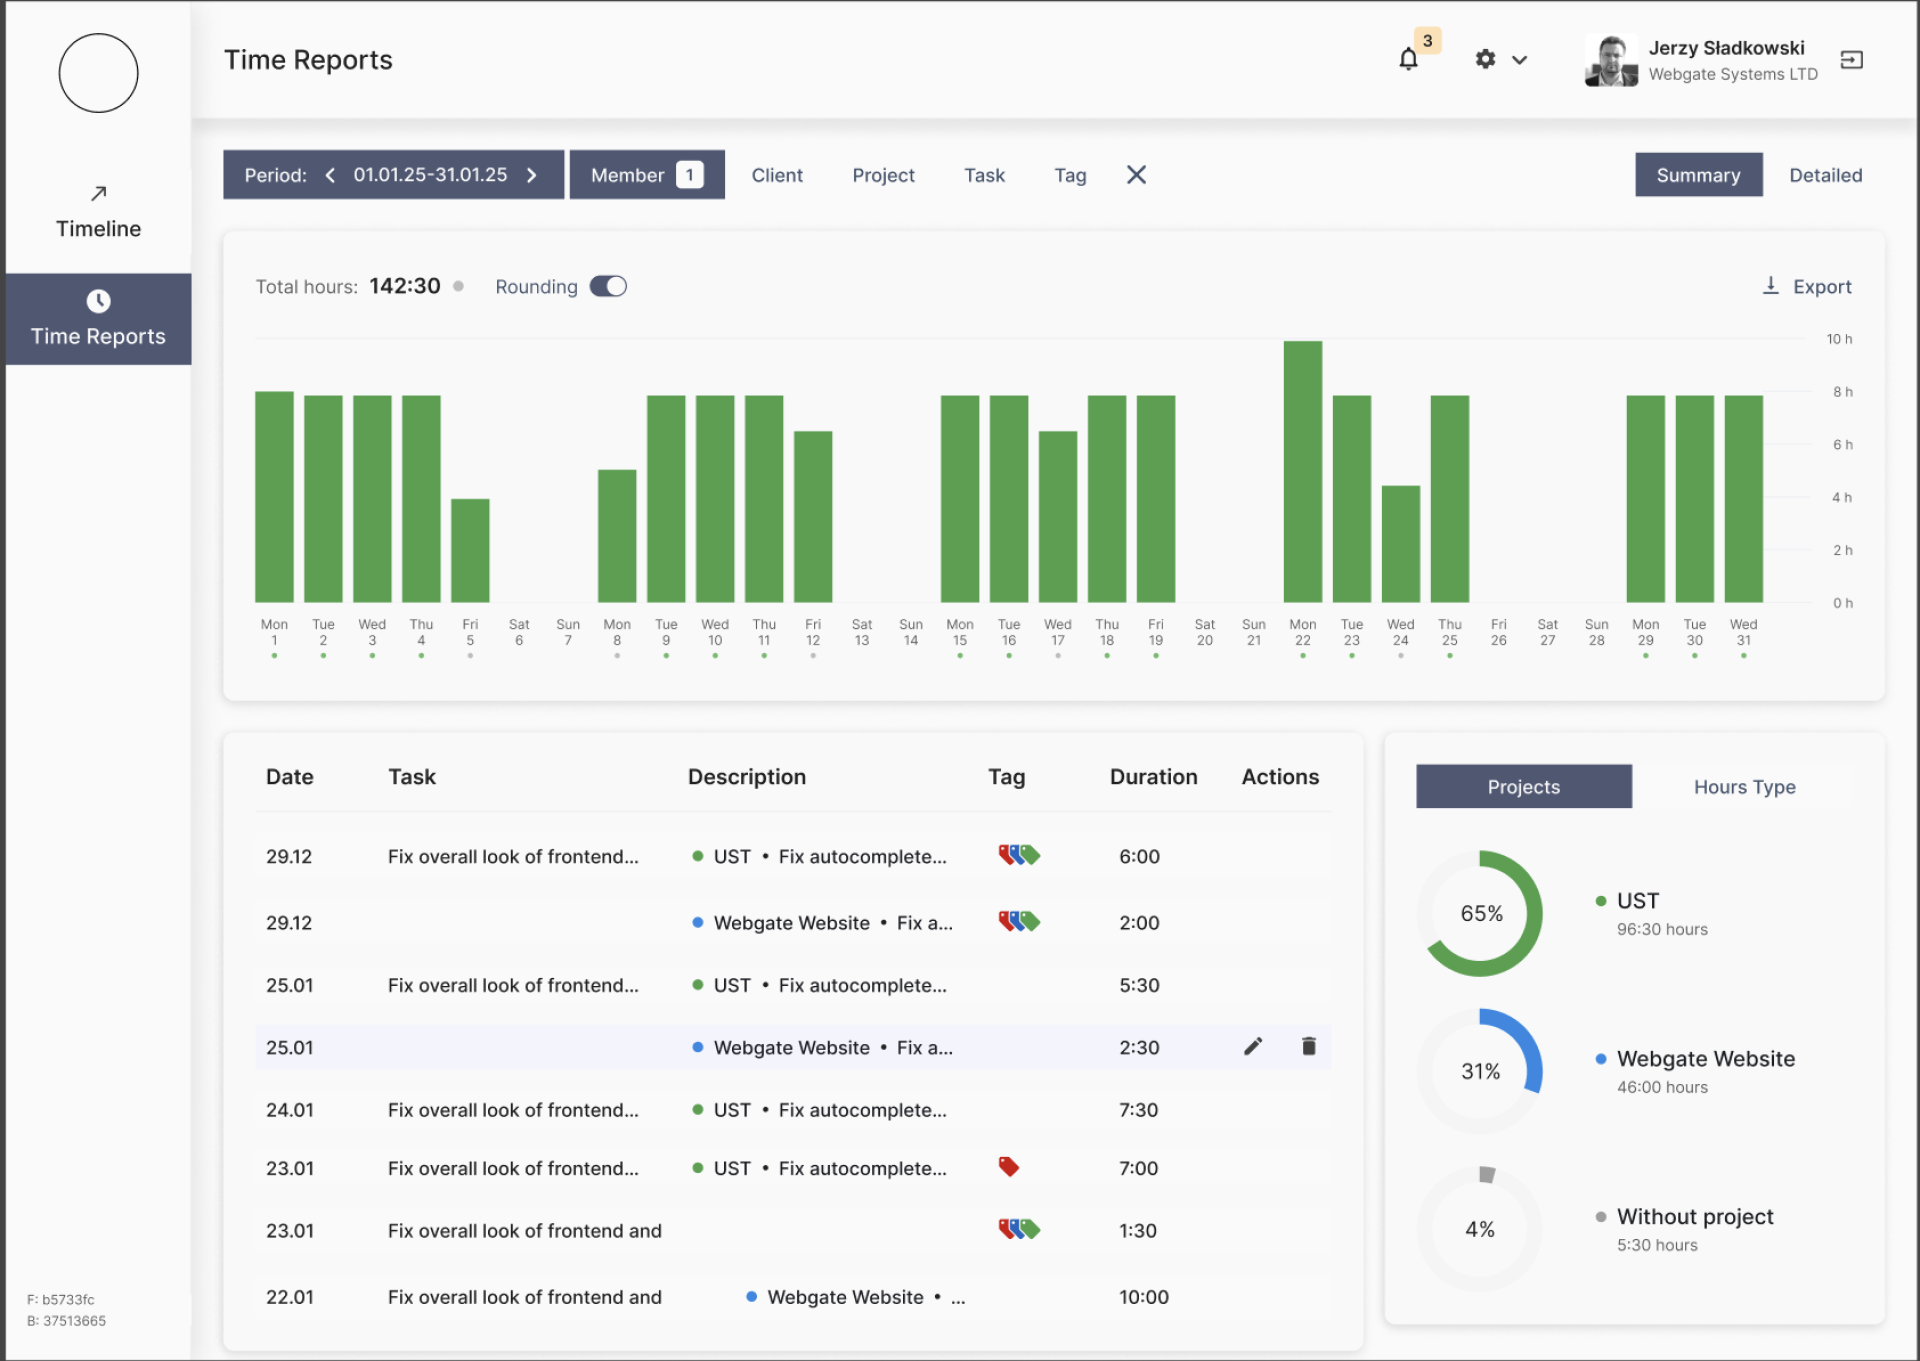 Time Reports
3
Jerzy Sładkowski
Webgate Systems LTD
Timeline
Time Reports
Period: 01.01.25-31.01.25
Member 1
Client
Project
Task
Tag
Summary
Detailed
Total hours: 142:30
Rounding
Export
10 h
8 h
6 h
4 h
2 h
0 h
Mon Tue Wed Thu Fri Sat Sun Mon Tue Wed Thu Fri Sat Sun Mon Tue Wed Thu Fri Sat Sun Mon Tue Wed Thu Fri Sat Sun Mon Tue Wed
1 2 3 4 5 6 7 8 9 10 11 12 13 14 15 16 17 18 19 20 21 22 23 24 25 26 27 28 29 30 31
Date Task Description Tag Duration Actions
29.12 Fix overall look of frontend... UST • Fix autocomplete... 6:00
29.12 Webgate Website • Fix a... 2:00
25.01 Fix overall look of frontend... UST • Fix autocomplete... 5:30
25.01 Webgate Website • Fix a... 2:30
24.01 Fix overall look of frontend... UST • Fix autocomplete... 7:30
23.01 Fix overall look of frontend... UST • Fix autocomplete... 7:00
23.01 Fix overall look of frontend and 1:30
22.01 Fix overall look of frontend and Webgate Website • ... 10:00
Projects
Hours Type
65%
UST
96:30 hours
31%
Webgate Website
46:00 hours
4%
Without project
5:30 hours
F: b5733fc
B: 37513665